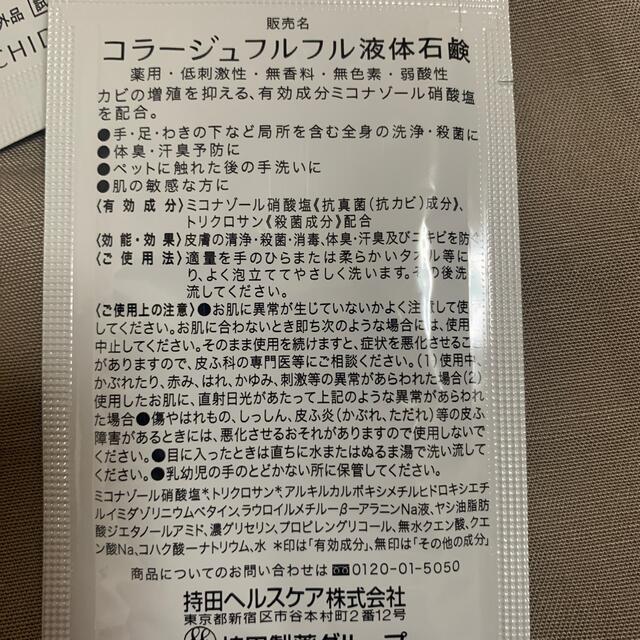 外品
CHID
販売名
コラージュフルフル液体石鹸
薬用・低刺激性・無香料・無色素・弱酸性
カビの増殖を抑える、有効成分ミコナゾール硝酸塩
を配合。
●手・足・わきの下など局所を含む全身の洗浄・殺菌に
●体臭・汗臭予防に
●ペットに触れた後の手洗いに
●肌の敏感な方に
〈有効成分〉ミコナゾール硝酸塩《抗真菌(抗カビ)成分》、
トリクロサン《殺菌成分》配合
〈効能・効果〉皮膚の清浄・殺菌・消毒、体臭・汗臭及びニキビを防ぐ
〈ご使用法〉適量を手のひらまたは柔らかいタオル等に
り、よく泡立ててやさしく洗います。その後洗
流してください。
〈ご使用上の注意〉●お肌に異常が生じていないかよく注意して使
してください。お肌に合わないとき即ち次のような場合には、使用
中止してください。そのまま使用を続けますと、症状を悪化させるこ
がありますので、皮ふ科の専門医等にご相談ください。(1)使用中、
かぶれたり、赤み、はれ、かゆみ、刺激等の異常があらわれた場合(2)
使用したお肌に、直射日光があたって上記のような異常があらわれ
た場合●傷やはれもの、しっしん、皮ふ炎(かぶれ、ただれ)等の皮ふ
障害があるときには、悪化させるおそれがありますので使用しないで
ください。●目に入ったときは直ちに水またはぬるま湯で洗い流して
ください。●乳幼児の手のとどかない所に保管してください。
ミコナゾール硝酸塩*、トリクロサン*、アルキルカルボキシメチルヒドロキシエチ
ルイミダゾリニウムベタイン、ラウロイルメチル-β-アラニンNa液、ヤシ油脂肪
酸ジエタノールアミド、濃グリセリン、プロピレングリコール、無水クエン酸、クエ
ン酸Na、コハク酸一ナトリウム、水 *印は「有効成分」、無印は「その他の成分」
商品についてのお問い合わせは 0120-01-5050
持田ヘルスケア株式会社
東京都新宿区市谷本村町2番12号
持田製薬グループ